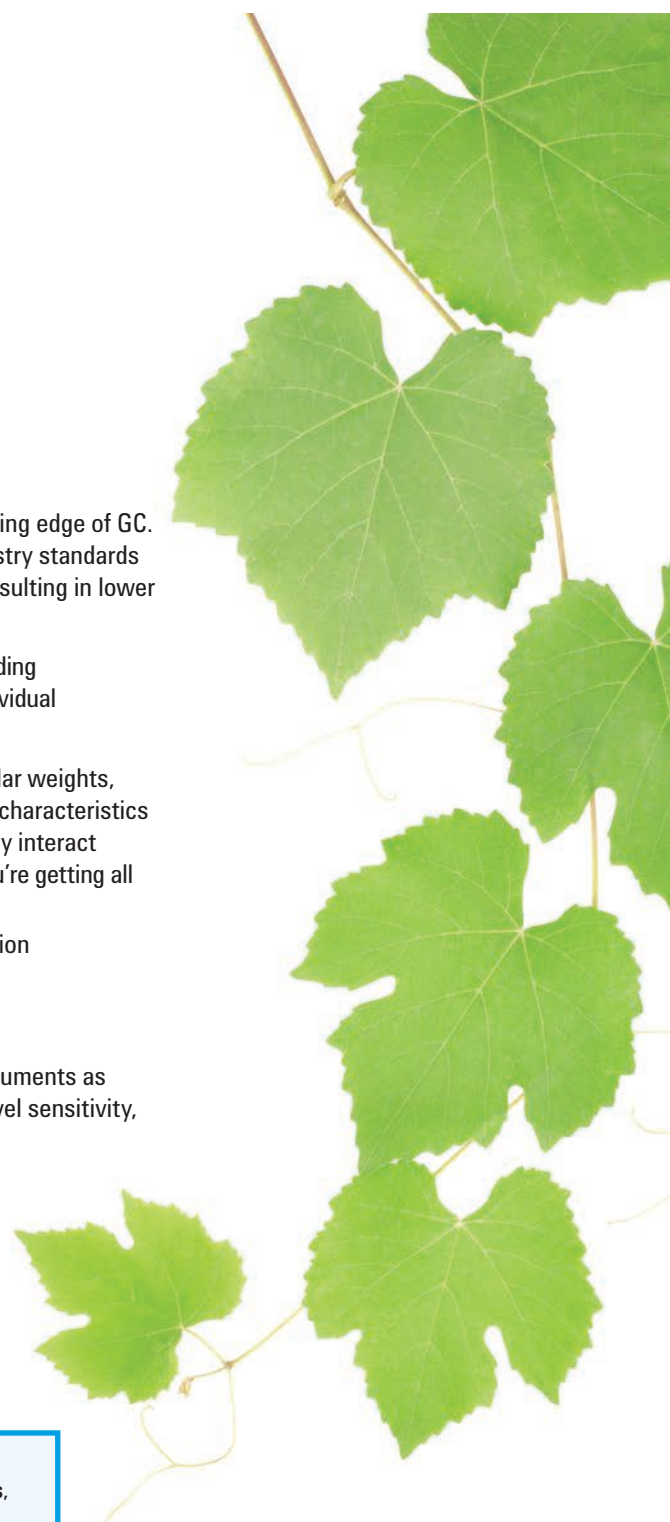 ing edge of GC.
stry standards
sulting in lower
ding
vidual
lar weights,
characteristics
y interact
u're getting all
ion
uments as
vel sensitivity,
s,